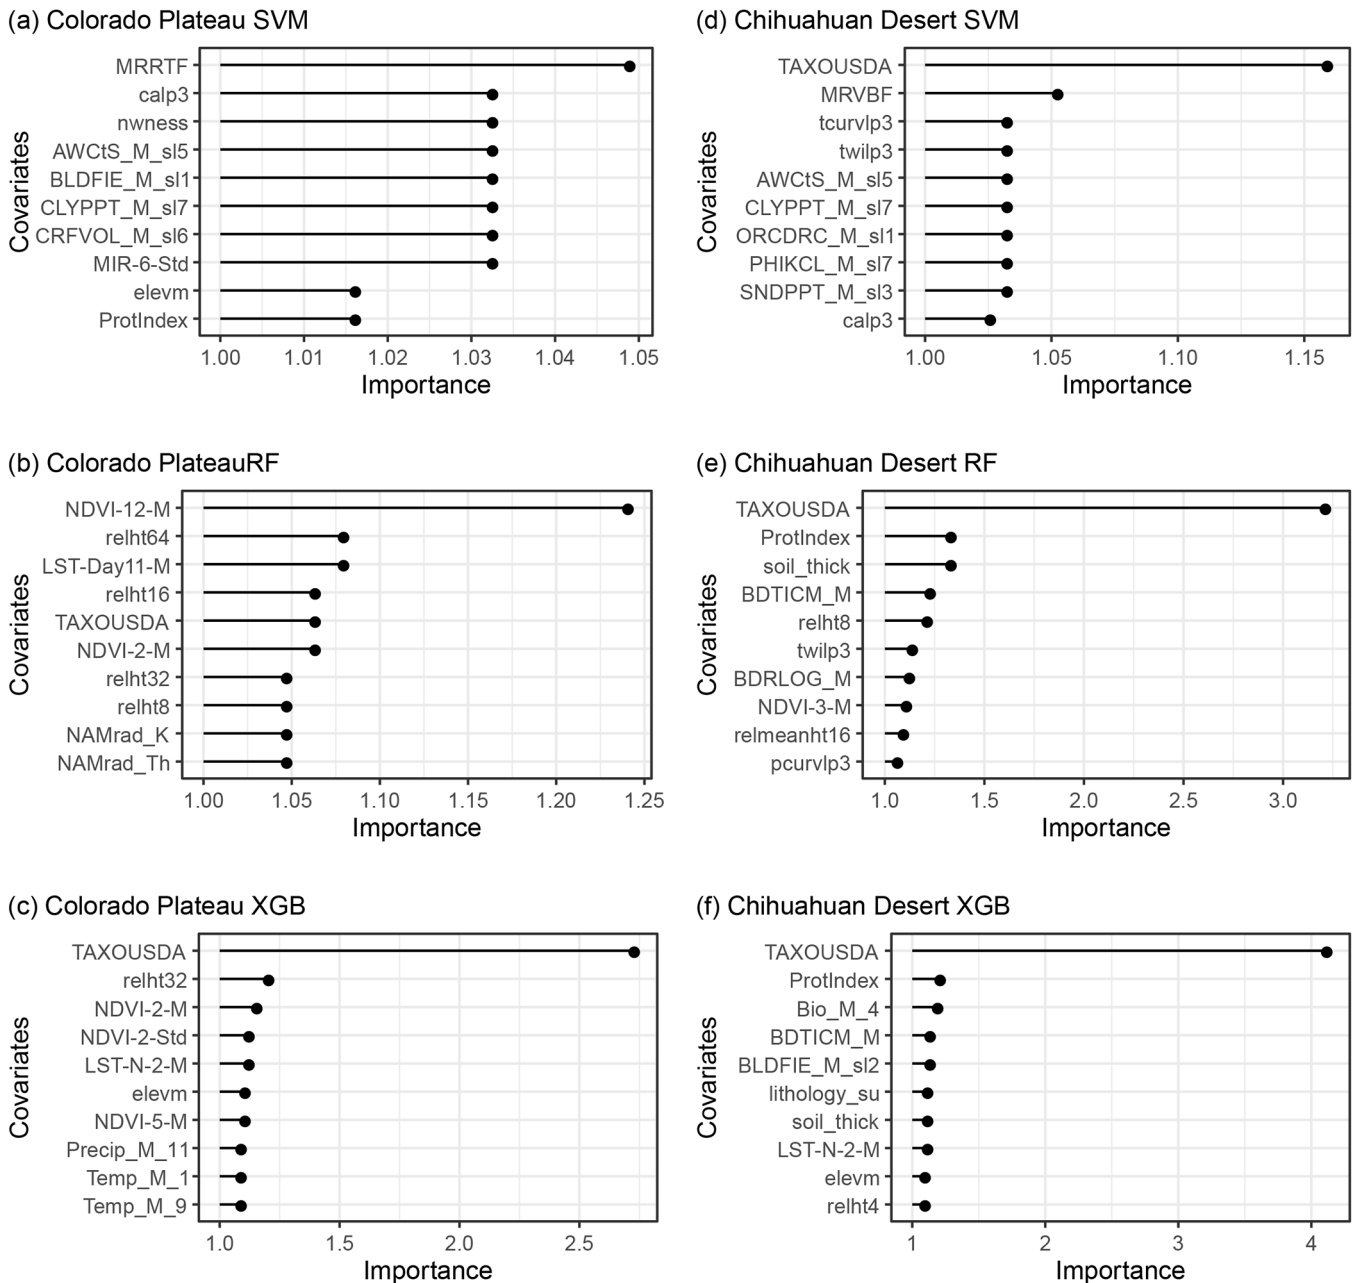 (a) Colorado Plateau SVM
Covariates
MRRTF
calp3
nwness
AWCtS_M_sl5
BLDFIE_M_sl1
CLYPPT_M_sl7
CRFVOL_M_sl6
MIR-6-Std
elevm
ProtIndex
1.00 1.01 1.02 1.03 1.04 1.05
Importance
(d) Chihuahuan Desert SVM
Covariates
TAXOUSDA
MRVBF
tcurvlp3
twilp3
AWCtS_M_sl5
CLYPPT_M_sl7
ORCDRC_M_sl1
PHIKCL_M_sl7
SNDPPT_M_sl3
calp3
1.00 1.05 1.10 1.15
Importance
(b) Colorado PlateauRF
Covariates
NDVI-12-M
relht64
LST-Day11-M
relht16
TAXOUSDA
NDVI-2-M
relht32
relht8
NAMrad_K
NAMrad_Th
1.00 1.05 1.10 1.15 1.20 1.25
Importance
(e) Chihuahuan Desert RF
Covariates
TAXOUSDA
ProtIndex
soil_thick
BDTICM_M
relht8
twilp3
BDRLOG_M
NDVI-3-M
relmeanht16
pcurvlp3
1.0 1.5 2.0 2.5 3.0
Importance
(c) Colorado Plateau XGB
Covariates
TAXOUSDA
relht32
NDVI-2-M
NDVI-2-Std
LST-N-2-M
elevm
NDVI-5-M
Precip_M_11
Temp_M_1
Temp_M_9
1.0 1.5 2.0 2.5
Importance
(f) Chihuahuan Desert XGB
Covariates
TAXOUSDA
ProtIndex
Bio_M_4
BDTICM_M
BLDFIE_M_sl2
lithology_su
soil_thick
LST-N-2-M
elevm
relht4
1 2 3 4
Importance